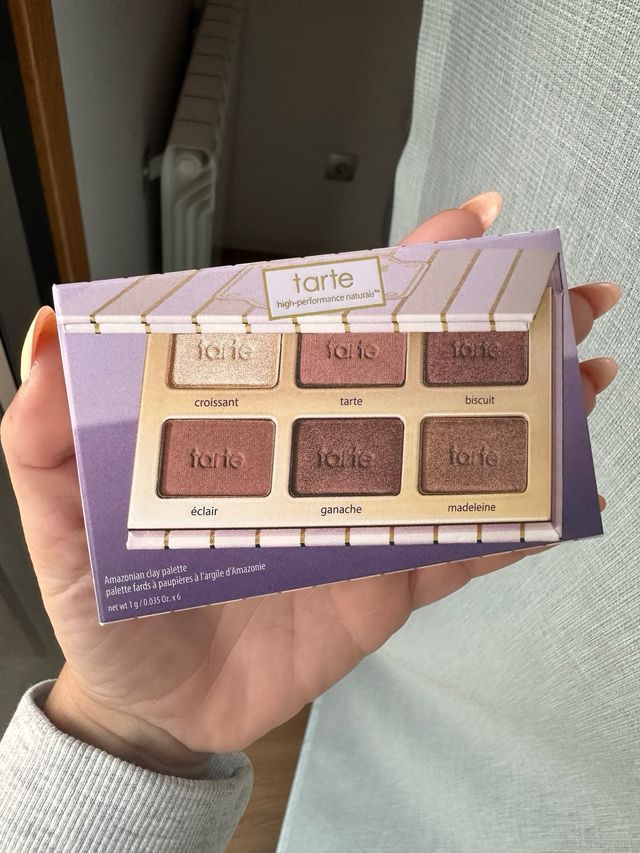 tarte
high-performance naturals™
tarte tarte tarte
croissant tarte biscuit
tarte tarte tarte
éclair ganache madeleine
Amazonian clay palette
palette fards à paupières à l'argile d'Amazonie
net wt 1 g / 0.035 Oz. x 6